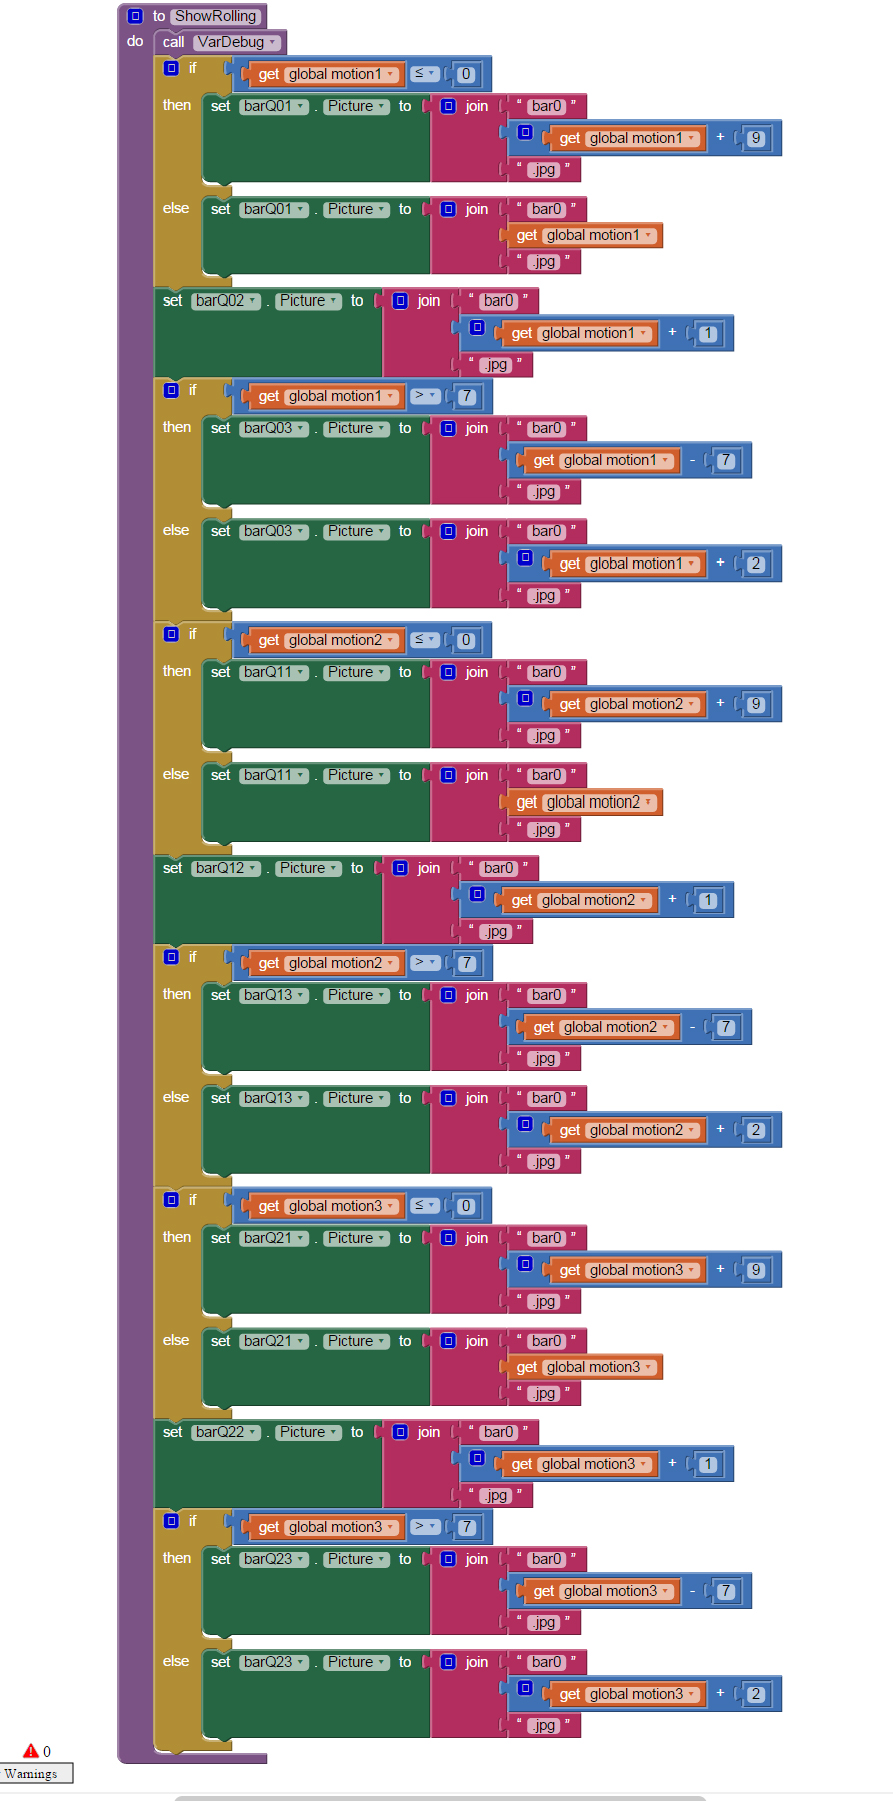 to ShowRolling
do call VarDebug
if get global motion1 ≤ 0
then set barQ01 . Picture to join " bar0 "
get global motion1 + 9
" .jpg "
else set barQ01 . Picture to join " bar0 "
get global motion1
" .jpg "
set barQ02 . Picture to join " bar0 "
get global motion1 + 1
" .jpg "
if get global motion1 > 7
then set barQ03 . Picture to join " bar0 "
get global motion1 - 7
" .jpg "
else set barQ03 . Picture to join " bar0 "
get global motion1 + 2
" .jpg "
if get global motion2 ≤ 0
then set barQ11 . Picture to join " bar0 "
get global motion2 + 9
" .jpg "
else set barQ11 . Picture to join " bar0 "
get global motion2
" .jpg "
set barQ12 . Picture to join " bar0 "
get global motion2 + 1
" .jpg "
if get global motion2 > 7
then set barQ13 . Picture to join " bar0 "
get global motion2 - 7
" .jpg "
else set barQ13 . Picture to join " bar0 "
get global motion2 + 2
" .jpg "
if get global motion3 ≤ 0
then set barQ21 . Picture to join " bar0 "
get global motion3 + 9
" .jpg "
else set barQ21 . Picture to join " bar0 "
get global motion3
" .jpg "
set barQ22 . Picture to join " bar0 "
get global motion3 + 1
" .jpg "
if get global motion3 > 7
then set barQ23 . Picture to join " bar0 "
get global motion3 - 7
" .jpg "
else set barQ23 . Picture to join " bar0 "
get global motion3 + 2
" .jpg "
0
Warnings